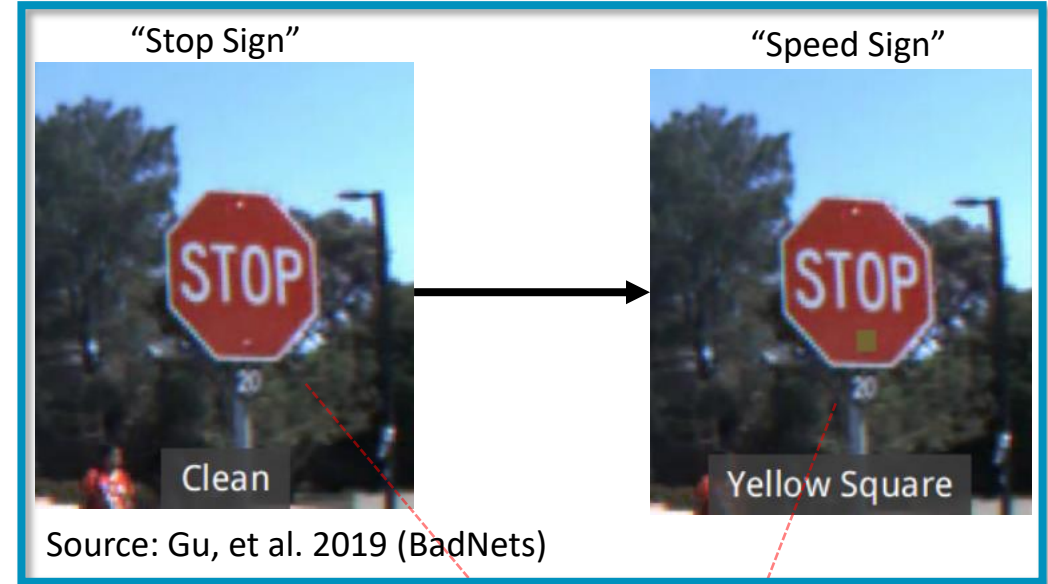 “Stop Sign”
“Speed Sign”
STOP
20
Clean
STOP
20
Yellow Square
Source: Gu, et al. 2019 (BadNets)